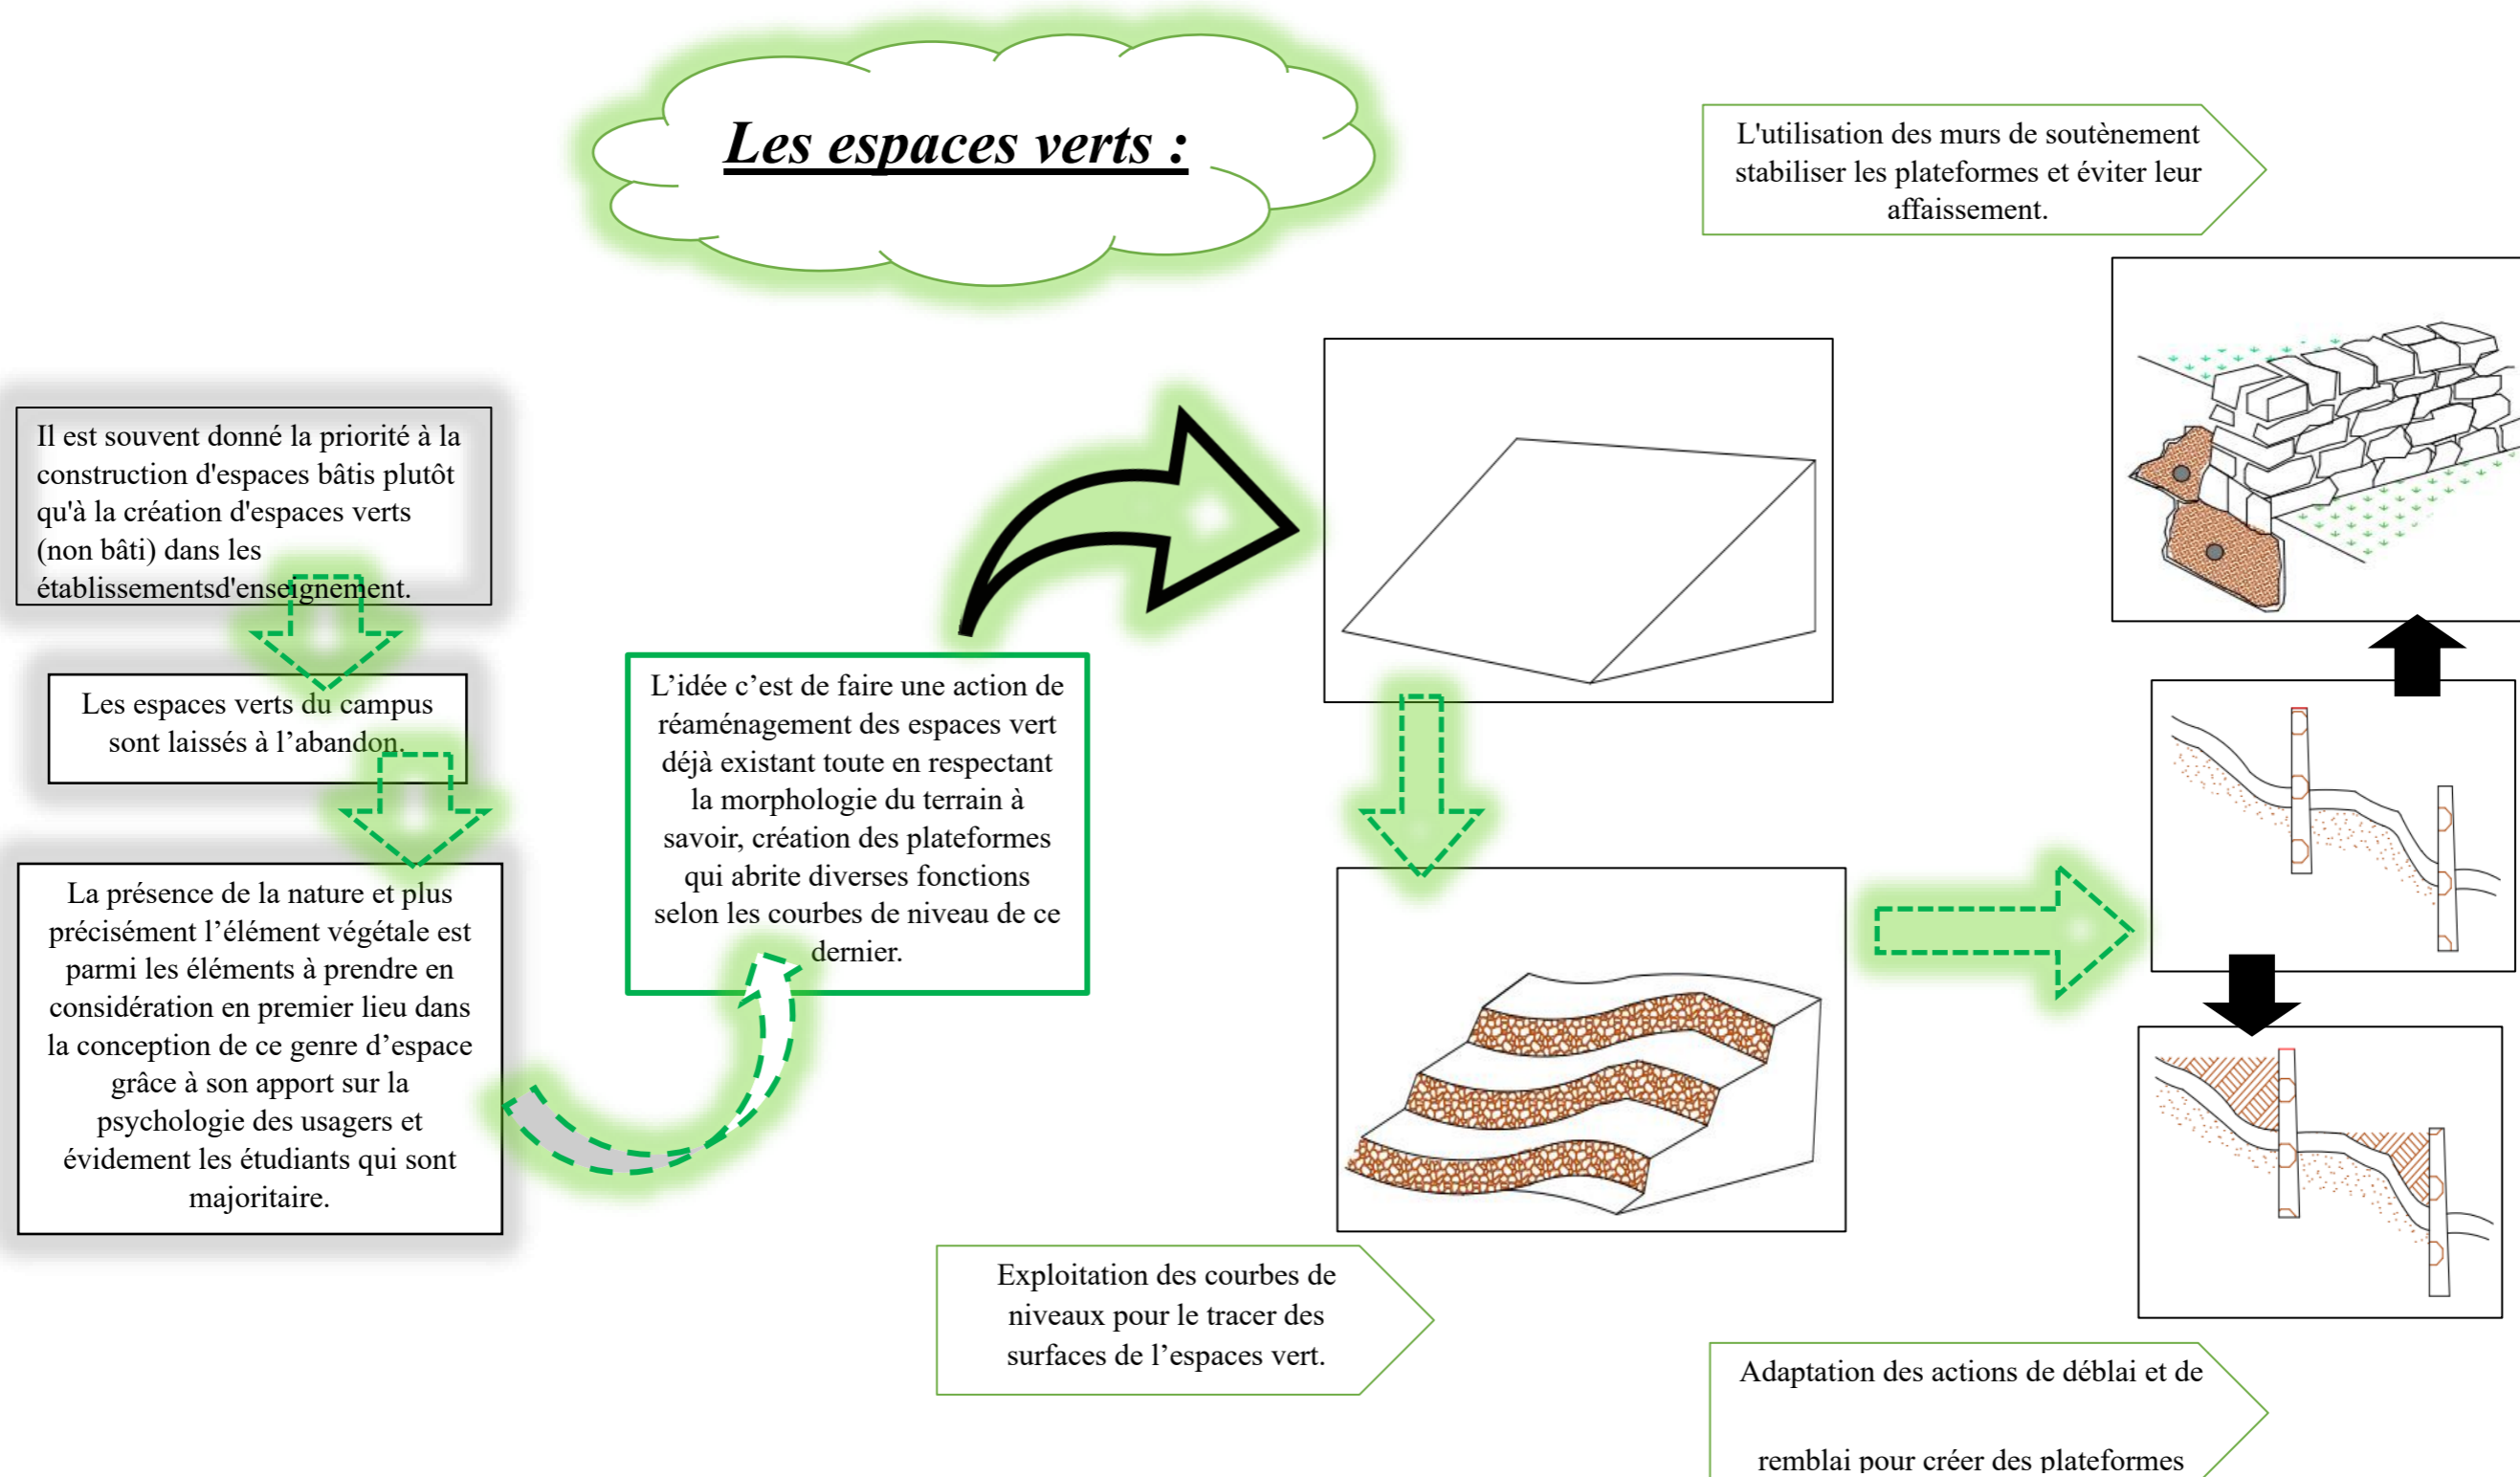 Les espaces verts :
L'utilisation des murs de soutènement
stabiliser les plateformes et éviter leur
affaissement.
Il est souvent donné la priorité à la
construction d'espaces bâtis plutôt
qu'à la création d'espaces verts
(non bâti) dans les
établissementsd'enseignement.
Les espaces verts du campus
sont laissés à l’abandon.
La présence de la nature et plus
précisément l’élément végétale est
parmi les éléments à prendre en
considération en premier lieu dans
la conception de ce genre d’espace
grâce à son apport sur la
psychologie des usagers et
évidement les étudiants qui sont
majoritaire.
L’idée c’est de faire une action de
réaménagement des espaces vert
déjà existant toute en respectant
la morphologie du terrain à
savoir, création des plateformes
qui abrite diverses fonctions
selon les courbes de niveau de ce
dernier.
Exploitation des courbes de
niveaux pour le tracer des
surfaces de l’espaces vert.
Adaptation des actions de déblai et de
remblai pour créer des plateformes